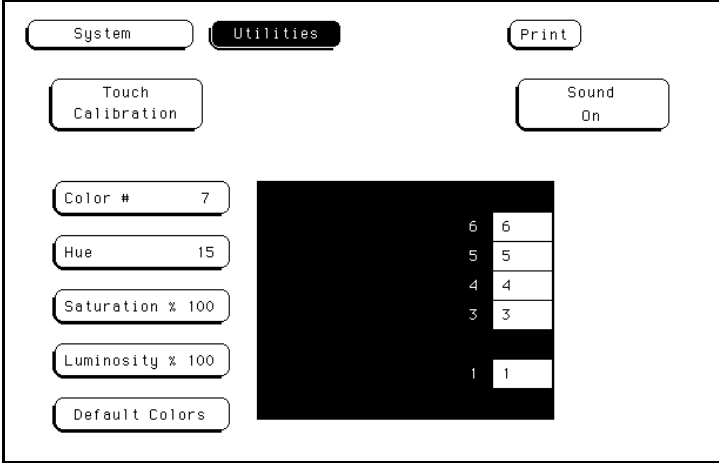 System
Utilities
Print
Touch
Calibration
Sound
On
Color # 7
Hue 15
Saturation % 100
Luminosity % 100
Default Colors
6 6
5 5
4 4
3 3
1 1